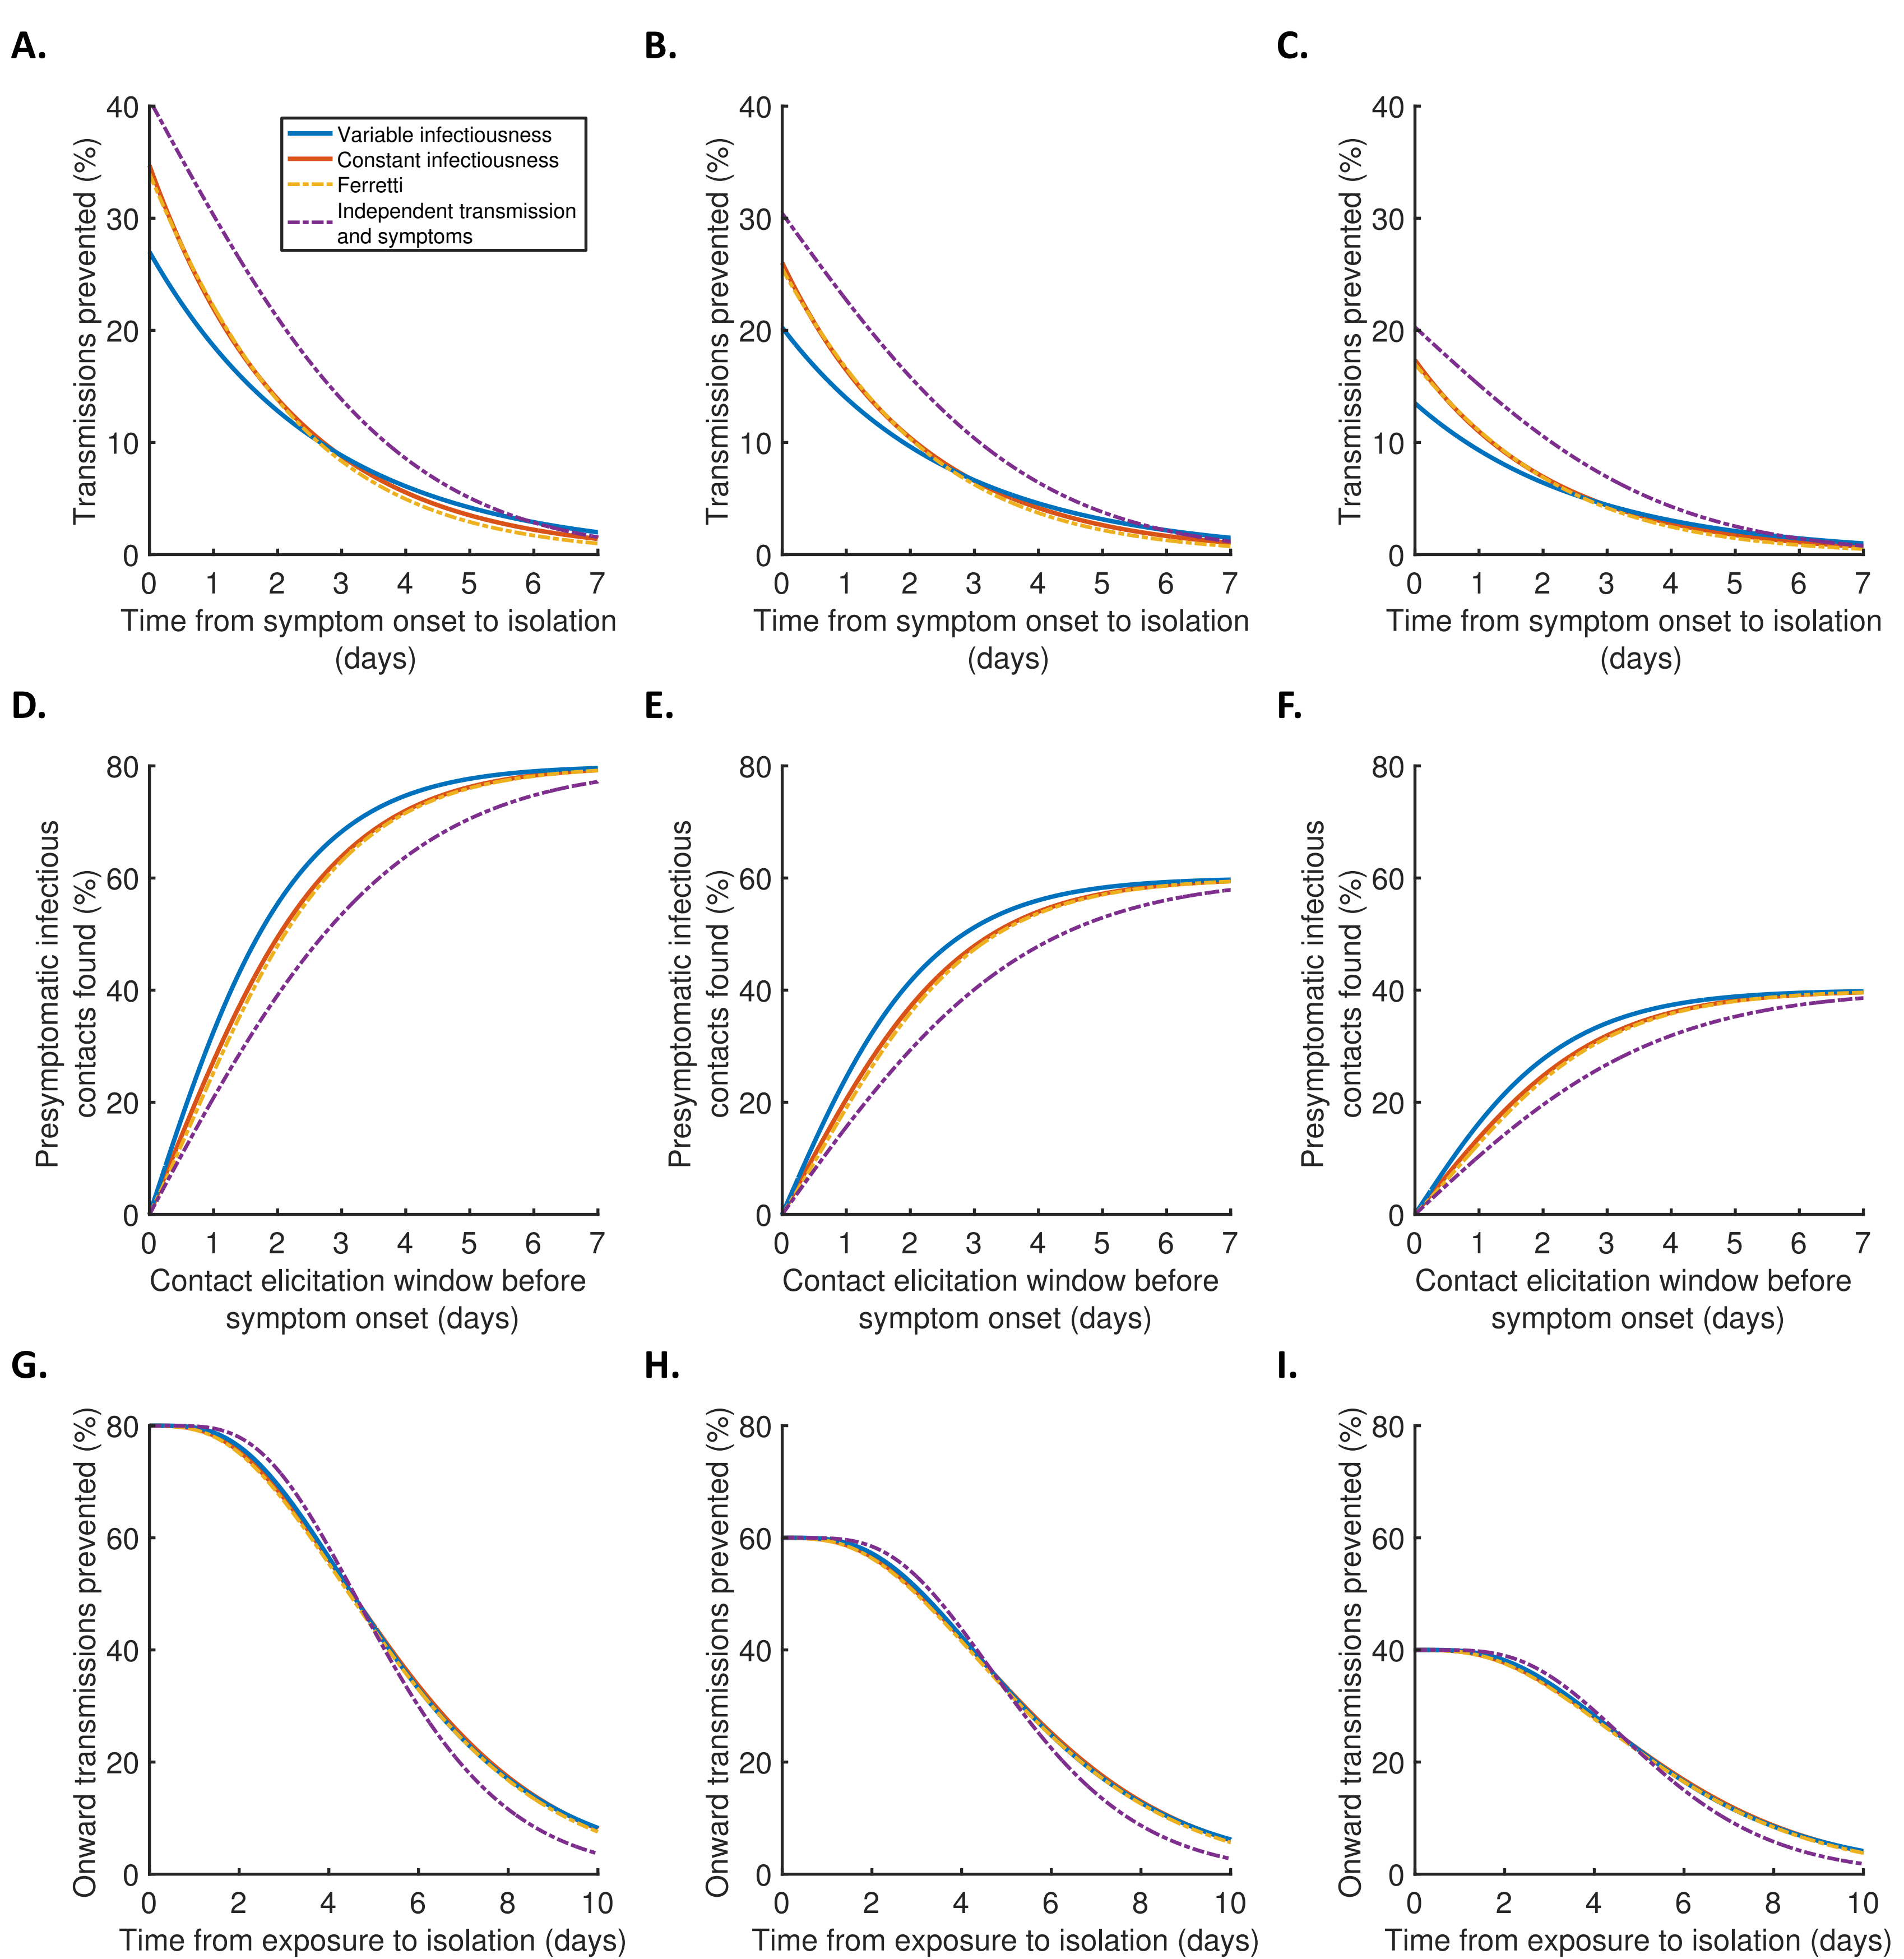 A.
Transmissions prevented (%)
40
30
20
10
0
Variable infectiousness
Constant infectiousness
Ferretti
Independent transmission
and symptoms
0 1 2 3 4 5 6 7
Time from symptom onset to isolation
(days)
B.
Transmissions prevented (%)
40
30
20
10
0
0 1 2 3 4 5 6 7
Time from symptom onset to isolation
(days)
C.
Transmissions prevented (%)
40
30
20
10
0
0 1 2 3 4 5 6 7
Time from symptom onset to isolation
(days)
D.
Presymptomatic infectious
contacts found (%)
80
60
40
20
0
0 1 2 3 4 5 6 7
Contact elicitation window before
symptom onset (days)
E.
Presymptomatic infectious
contacts found (%)
80
60
40
20
0
0 1 2 3 4 5 6 7
Contact elicitation window before
symptom onset (days)
F.
Presymptomatic infectious
contacts found (%)
80
60
40
20
0
0 1 2 3 4 5 6 7
Contact elicitation window before
symptom onset (days)
G.
Onward transmissions prevented (%)
80
60
40
20
0
0 2 4 6 8 10
Time from exposure to isolation (days)
H.
Onward transmissions prevented (%)
80
60
40
20
0
0 2 4 6 8 10
Time from exposure to isolation (days)
I.
Onward transmissions prevented (%)
80
60
40
20
0
0 2 4 6 8 10
Time from exposure to isolation (days)